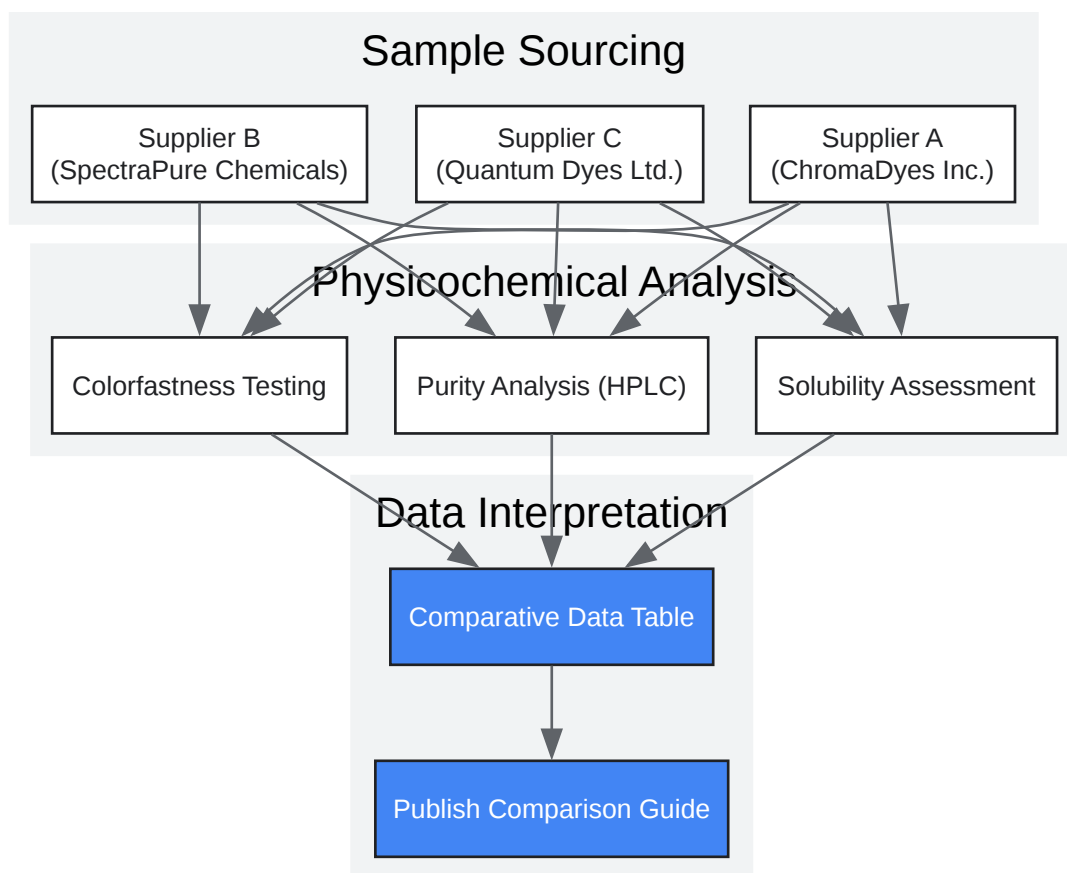 Sample Sourcing
Supplier B
(SpectraPure Chemicals)
Supplier C
(Quantum Dyes Ltd.)
Supplier A
(ChromaDyes Inc.)
Physicochemical Analysis
Colorfastness Testing
Purity Analysis (HPLC)
Solubility Assessment
Data Interpretation
Comparative Data Table
Publish Comparison Guide